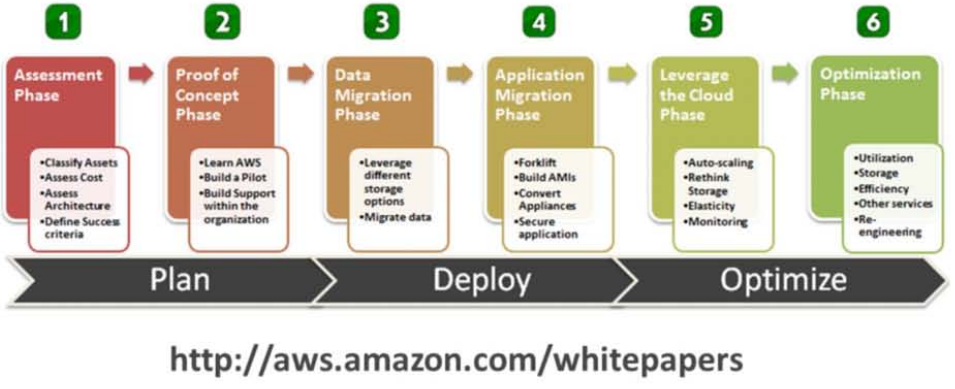 1
2
3
4
5
6
Assessment
Phase
•Classify Assets
•Assess Cost
•Assess
Architecture
•Define Success
criteria
Proof of
Concept
Phase
•Learn AWS
•Build a Pilot
•Build Support
within the
organization
Data
Migration
Phase
•Leverage
different
storage
options
•Migrate data
Application
Migration
Phase
•Forklift
•Build AMIs
•Convert
Appliances
•Secure
application
Leverage
the Cloud
Phase
•Auto-scaling
•Rethink
Storage
•Elasticity
•Monitoring
Optimization
Phase
•Utilization
•Storage
•Efficiency
•Other services
•Re-
engineering
Plan
Deploy
Optimize
http://aws.amazon.com/whitepapers